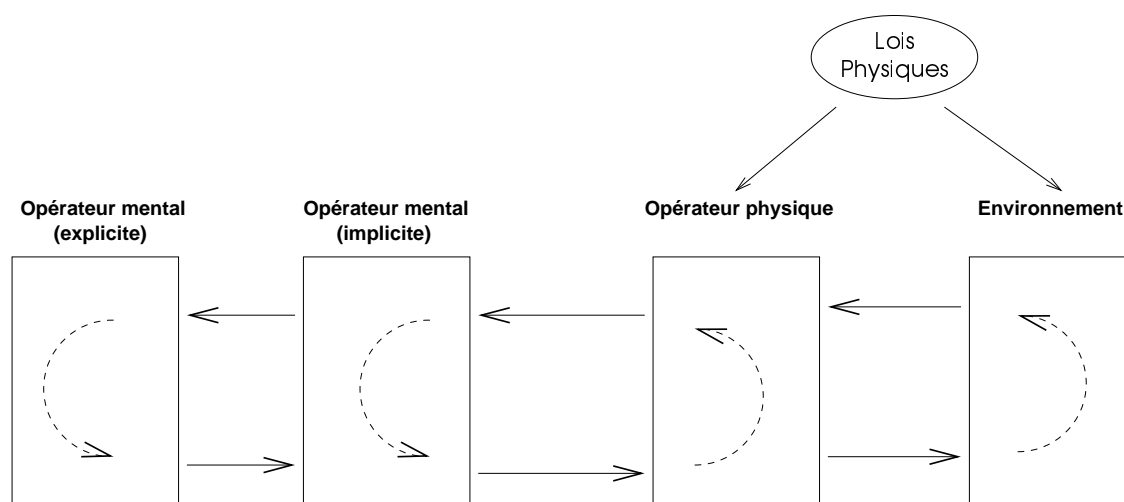 Lois
Physiques
Opérateur mental
(explicite)
Opérateur mental
(implicite)
Opérateur physique
Environnement